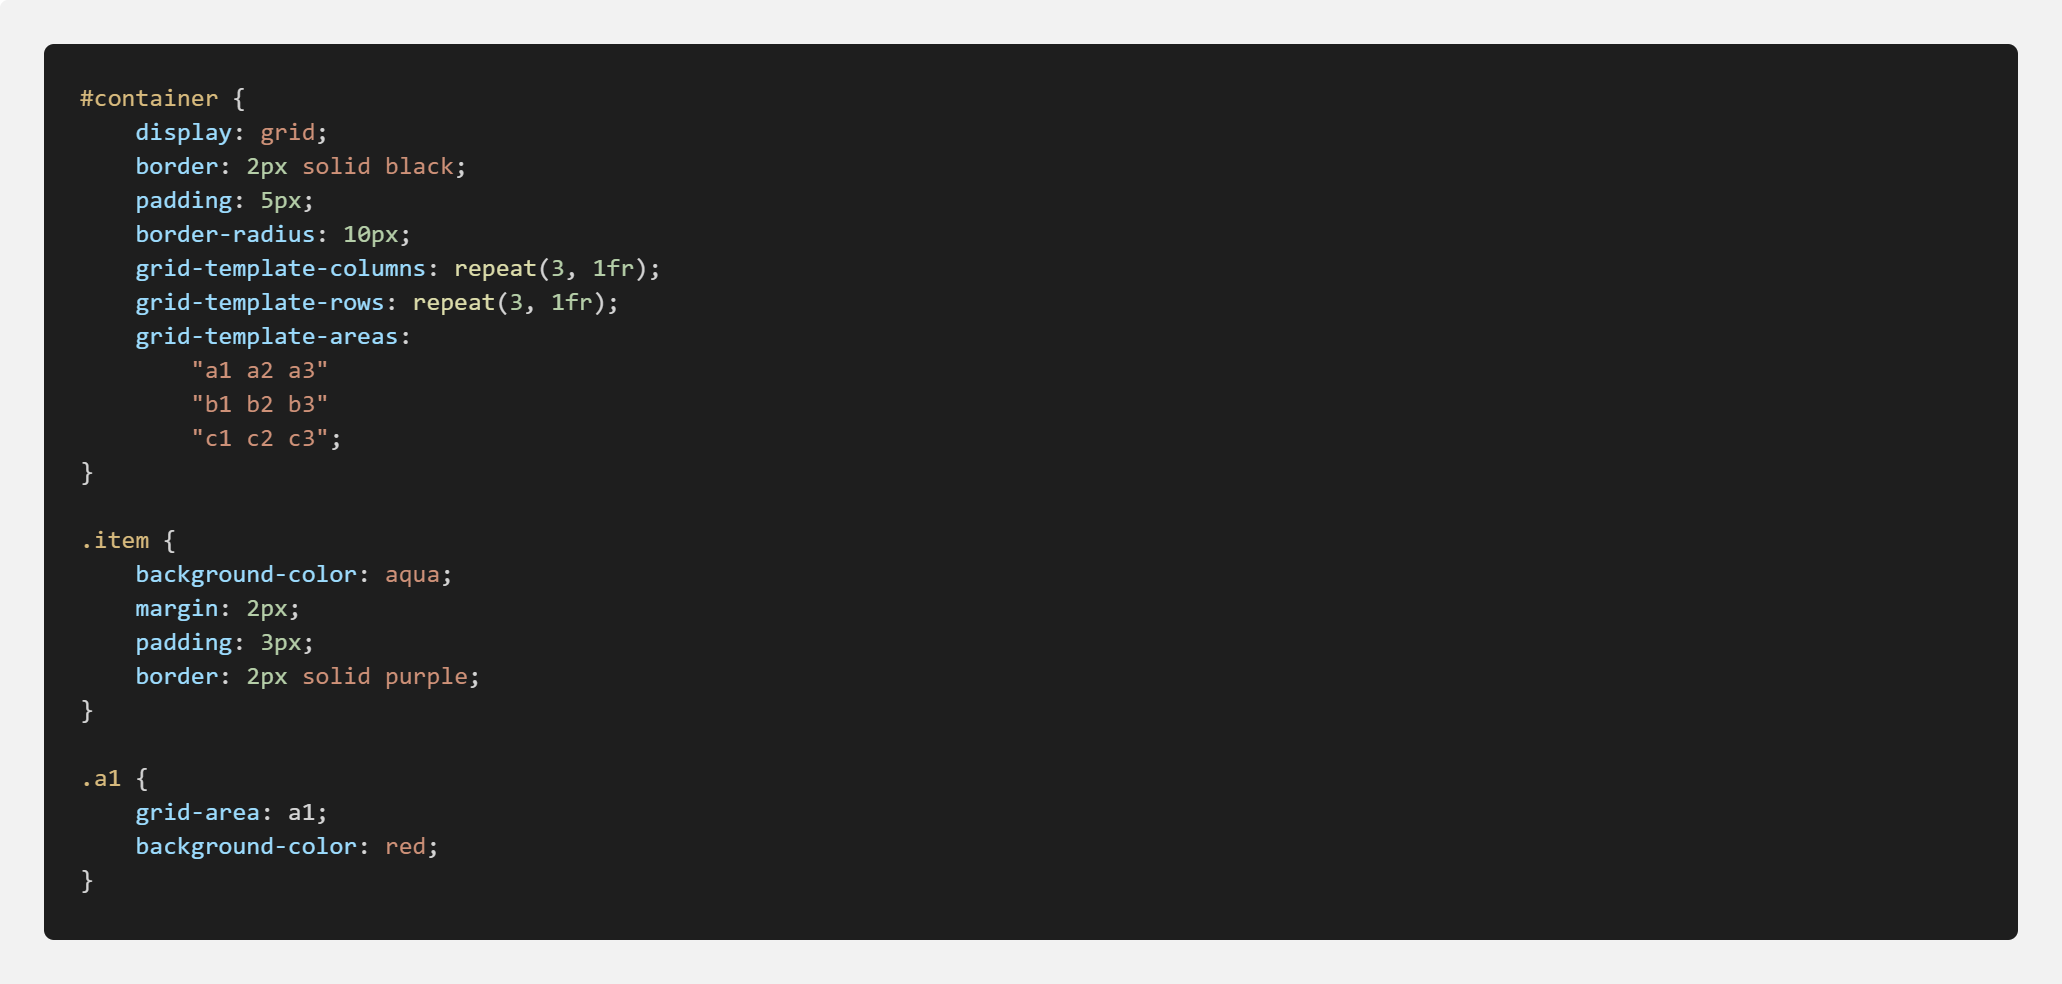 #container {
    display: grid;
    border: 2px solid black;
    padding: 5px;
    border-radius: 10px;
    grid-template-columns: repeat(3, 1fr);
    grid-template-rows: repeat(3, 1fr);
    grid-template-areas:
        "a1 a2 a3"
        "b1 b2 b3"
        "c1 c2 c3";
}

.item {
    background-color: aqua;
    margin: 2px;
    padding: 3px;
    border: 2px solid purple;
}

.a1 {
    grid-area: a1;
    background-color: red;
}